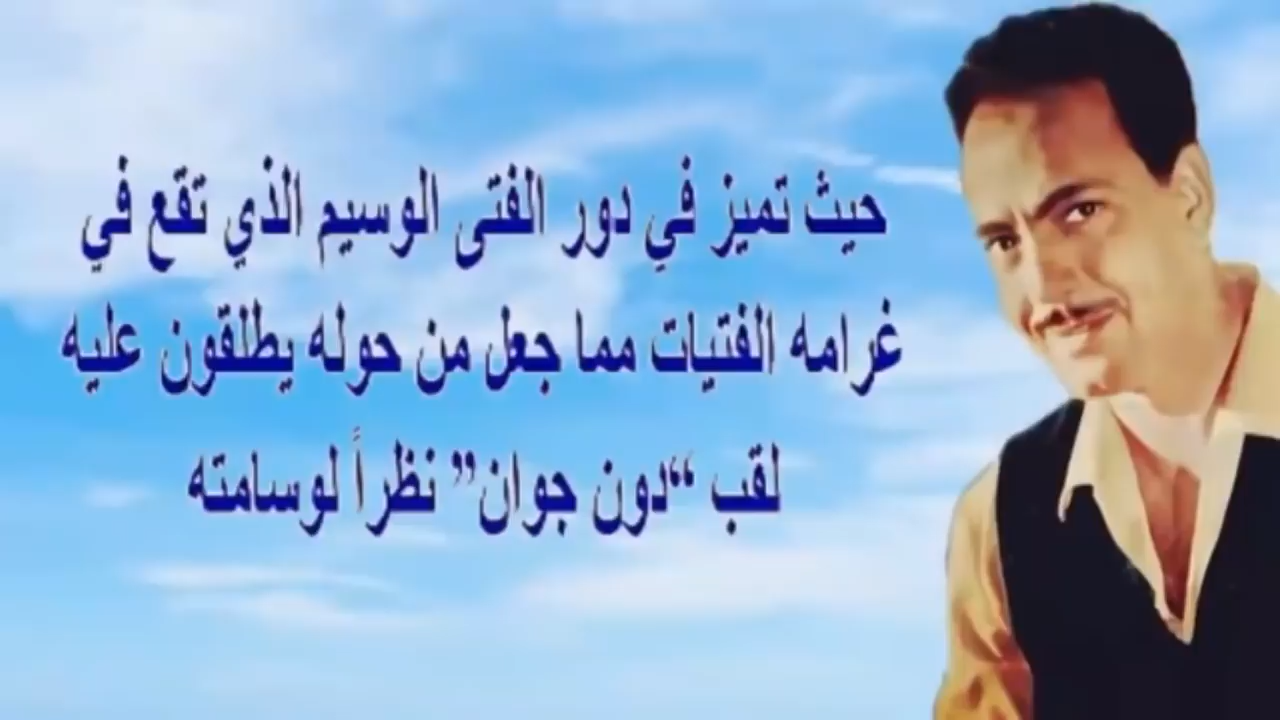 حيث تميز في دور الفتى الوسيم الذي تقع في
غرامه الفتيات مما جعل من حوله يطلقون عليه
لقب “دون جوان” نظراً لوسامته